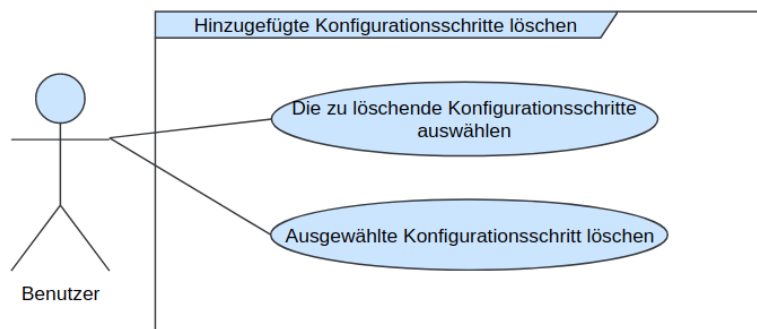 Hinzugefügte Konfigurationsschritte löschen
Die zu löschende Konfigurationsschritte
auswählen
Ausgewählte Konfigurationsschritt löschen
Benutzer